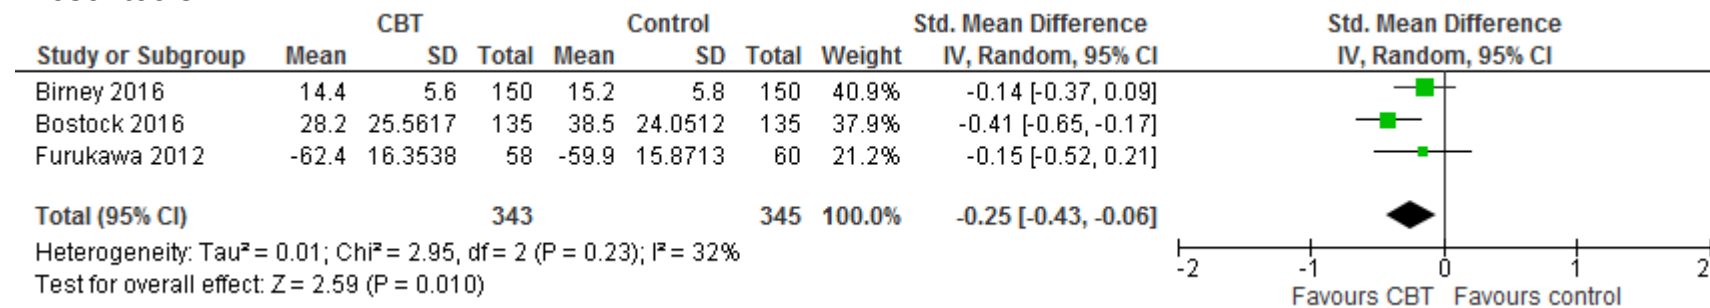 CBT Control Std. Mean Difference Std. Mean Difference
Study or Subgroup Mean SD Total Mean SD Total Weight IV, Random, 95% CI IV, Random, 95% CI
Birney 2016 14.4 5.6 150 15.2 5.8 150 40.9% -0.14 [-0.37, 0.09]
Bostock 2016 28.2 25.5617 135 38.5 24.0512 135 37.9% -0.41 [-0.65, -0.17]
Furukawa 2012 -62.4 16.3538 58 -59.9 15.8713 60 21.2% -0.15 [-0.52, 0.21]
Total (95% CI) 343 345 100.0% -0.25 [-0.43, -0.06]
Heterogeneity: Tau² = 0.01; Chi² = 2.95, df = 2 (P = 0.23); I² = 32%
Test for overall effect: Z = 2.59 (P = 0.010)
-2 -1 0 1 2
Favours CBT Favours control